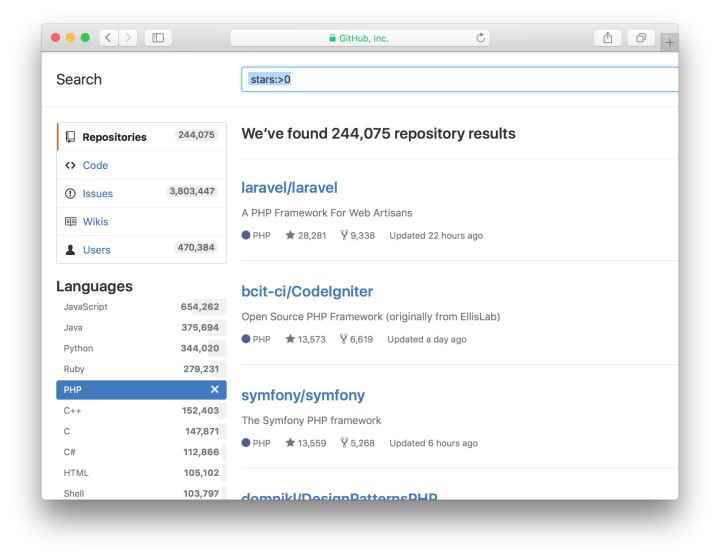 GitHub, Inc.
Search
stars:>0
Repositories 244,075
Code
Issues 3,803,447
Wikis
Users 470,384
Languages
JavaScript 654,262
Java 375,694
Python 344,020
Ruby 279,231
PHP
C++ 152,403
C 147,871
C# 112,866
HTML 105,102
Shell 103,797
We’ve found 244,075 repository results
laravel/laravel
A PHP Framework For Web Artisans
PHP 28,281 9,338 Updated 22 hours ago
bcit-ci/CodeIgniter
Open Source PHP Framework (originally from EllisLab)
PHP 13,573 6,619 Updated a day ago
symfony/symfony
The Symfony PHP framework
PHP 13,559 5,268 Updated 6 hours ago
domnikl/DesignPatternsPHP